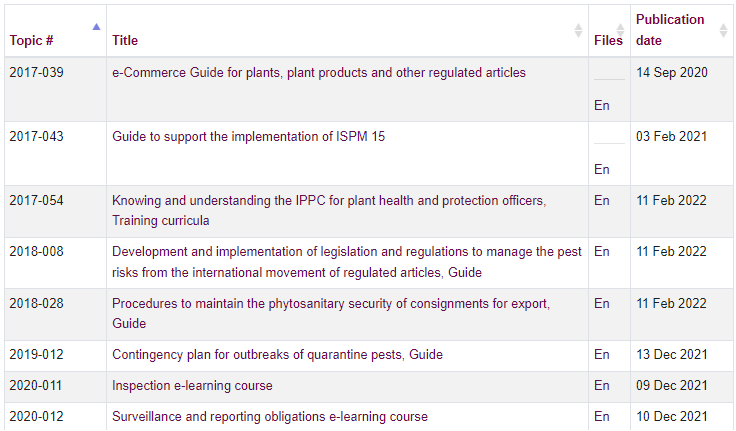 Topic # Title Files Publication date
2017-039 e-Commerce Guide for plants, plant products and other regulated articles En 14 Sep 2020
2017-043 Guide to support the implementation of ISPM 15 En 03 Feb 2021
2017-054 Knowing and understanding the IPPC for plant health and protection officers, En 11 Feb 2022
Training curricula
2018-008 Development and implementation of legislation and regulations to manage the pest En 11 Feb 2022
risks from the international movement of regulated articles, Guide
2018-028 Procedures to maintain the phytosanitary security of consignments for export, En 11 Feb 2022
Guide
2019-012 Contingency plan for outbreaks of quarantine pests, Guide En 13 Dec 2021
2020-011 Inspection e-learning course En 09 Dec 2021
2020-012 Surveillance and reporting obligations e-learning course En 10 Dec 2021